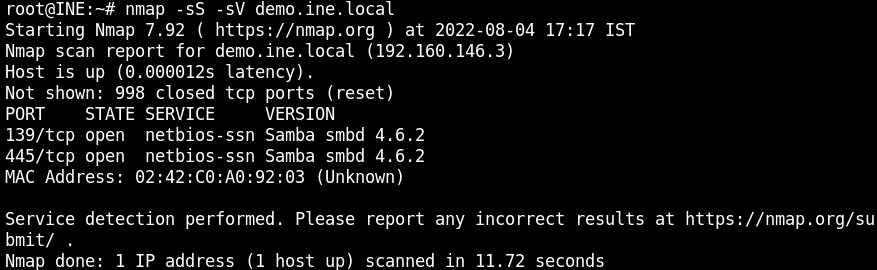 root@INE:~# nmap -sS -sV demo.ine.local
Starting Nmap 7.92 ( https://nmap.org ) at 2022-08-04 17:17 IST
Nmap scan report for demo.ine.local (192.160.146.3)
Host is up (0.000012s latency).
Not shown: 998 closed tcp ports (reset)
PORT    STATE SERVICE     VERSION
139/tcp open  netbios-ssn Samba smbd 4.6.2
445/tcp open  netbios-ssn Samba smbd 4.6.2
MAC Address: 02:42:C0:A0:92:03 (Unknown)

Service detection performed. Please report any incorrect results at https://nmap.org/su
bmit/ .
Nmap done: 1 IP address (1 host up) scanned in 11.72 seconds